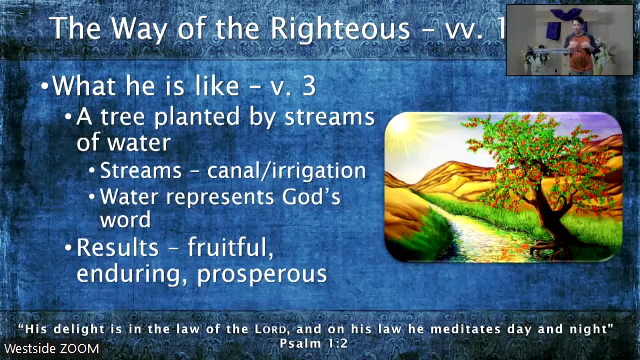 The Way of the Righteous – vv. 1
•What he is like – v. 3
•A tree planted by streams
of water
•Streams – canal/irrigation
•Water represents God's
word
•Results – fruitful,
enduring, prosperous
“His delight is in the law of the LORD, and on his law he meditates day and night”
Psalm 1:2
Westside ZOOM